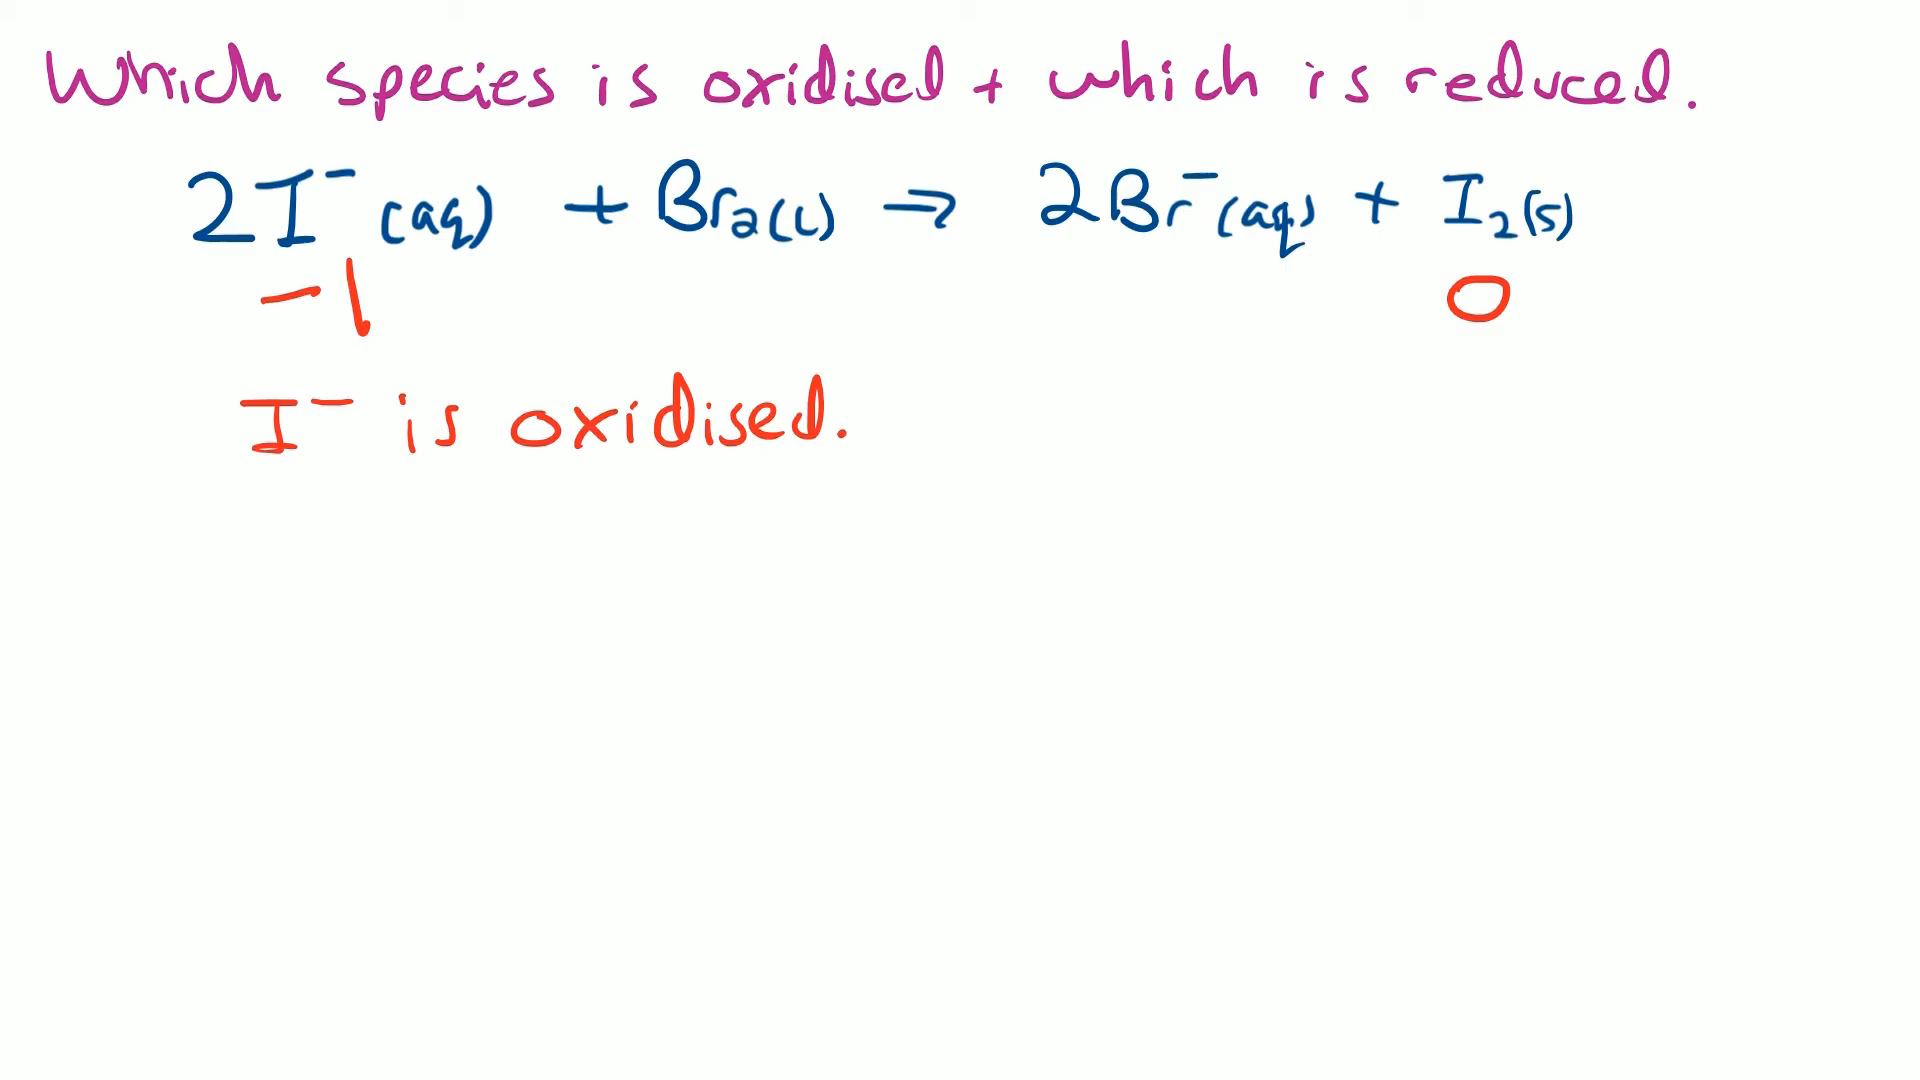 Which species is oxidised + which is reduced.
2I⁻(aq) + Br₂(l) ⇒ 2Br⁻(aq) + I₂(s)
-1 0
I⁻ is oxidised.